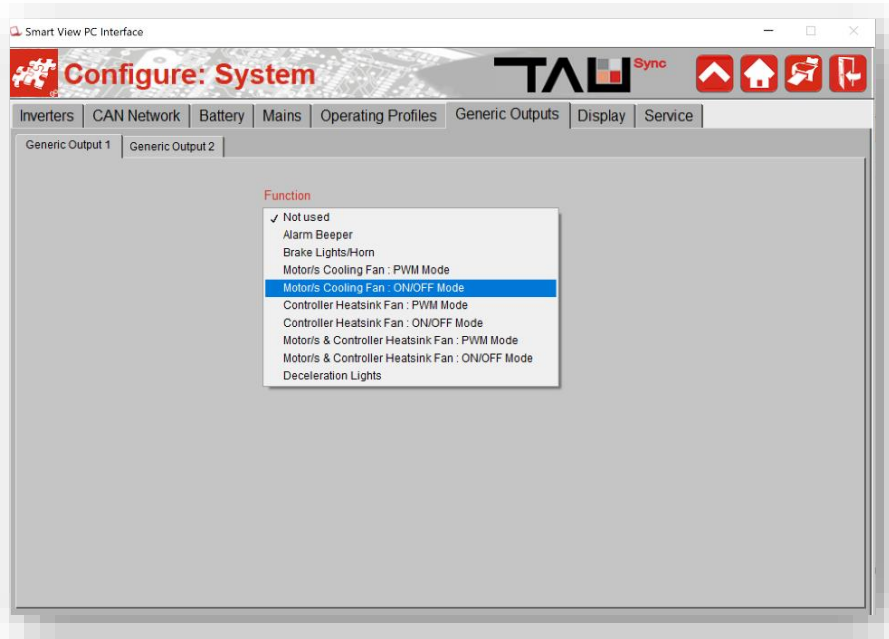 Smart View PC Interface
Configure: System
TAU Sync
Inverters CAN Network Battery Mains Operating Profiles Generic Outputs Display Service
Generic Output 1 Generic Output 2
Function
✓ Not used
Alarm Beeper
Brake Lights/Horn
Motor/s Cooling Fan : PWM Mode
Motor/s Cooling Fan : ON/OFF Mode
Controller Heatsink Fan : PWM Mode
Controller Heatsink Fan : ON/OFF Mode
Motor/s & Controller Heatsink Fan : PWM Mode
Motor/s & Controller Heatsink Fan : ON/OFF Mode
Deceleration Lights